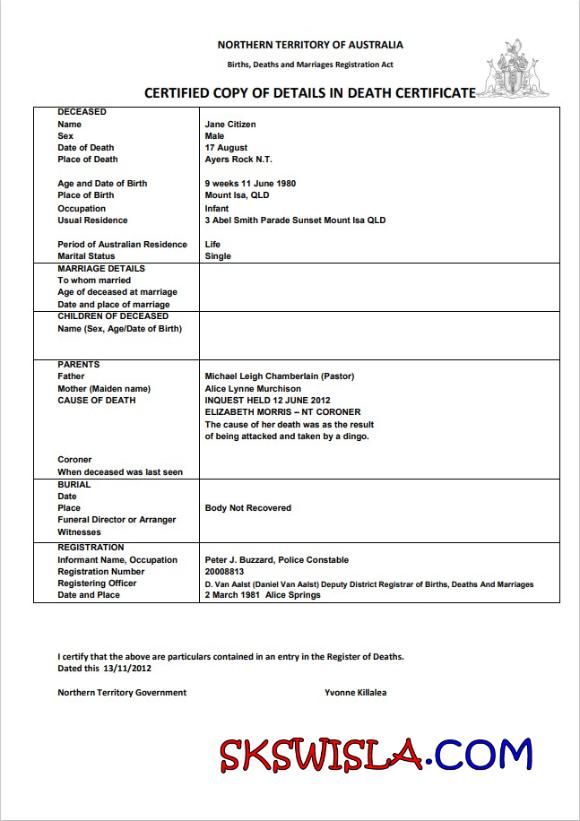 NORTHERN TERRITORY OF AUSTRALIA
Births, Deaths and Marriages Registration Act
CERTIFIED COPY OF DETAILS IN DEATH CERTIFICATE
DECEASED
Name Jane Citizen
Sex Male
Date of Death 17 August
Place of Death Ayers Rock N.T.
Age and Date of Birth 9 weeks 11 June 1980
Place of Birth Mount Isa, QLD
Occupation Infant
Usual Residence 3 Abel Smith Parade Sunset Mount Isa QLD
Period of Australian Residence Life
Marital Status Single
MARRIAGE DETAILS
To whom married
Age of deceased at marriage
Date and place of marriage
CHILDREN OF DECEASED
Name (Sex, Age/Date of Birth)
PARENTS
Father Michael Leigh Chamberlain (Pastor)
Mother (Maiden name) Alice Lynne Murchison
CAUSE OF DEATH INQUEST HELD 12 JUNE 2012
ELIZABETH MORRIS – NT CORONER
The cause of her death was as the result
of being attacked and taken by a dingo.
Coroner
When deceased was last seen
BURIAL
Date
Place Body Not Recovered
Funeral Director or Arranger
Witnesses
REGISTRATION
Informant Name, Occupation Peter J. Buzzard, Police Constable
Registration Number 20008813
Registering Officer D. Van Aalst (Daniel Van Aalst) Deputy District Registrar of Births, Deaths And Marriages
Date and Place 2 March 1981 Alice Springs
I certify that the above are particulars contained in an entry in the Register of Deaths.
Dated this 13/11/2012
Northern Territory Government Yvonne Killalea
SKSWISLA.COM